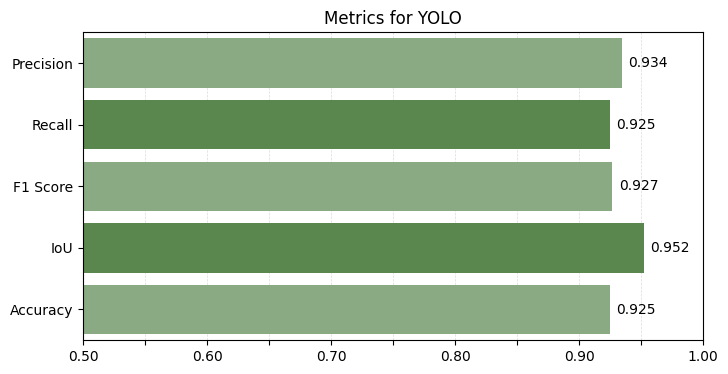 Metrics for YOLO
Precision 0.934
Recall 0.925
F1 Score 0.927
IoU 0.952
Accuracy 0.925
0.50 0.60 0.70 0.80 0.90 1.00